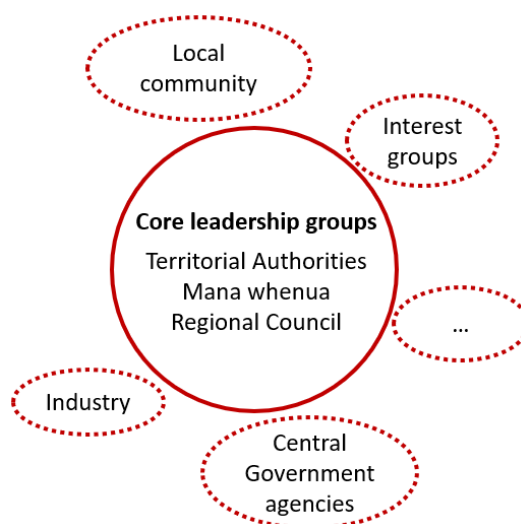 Local
community
Interest
groups
Core leadership groups
Territorial Authorities
Mana whenua
Regional Council
...
Industry
Central
Government
agencies